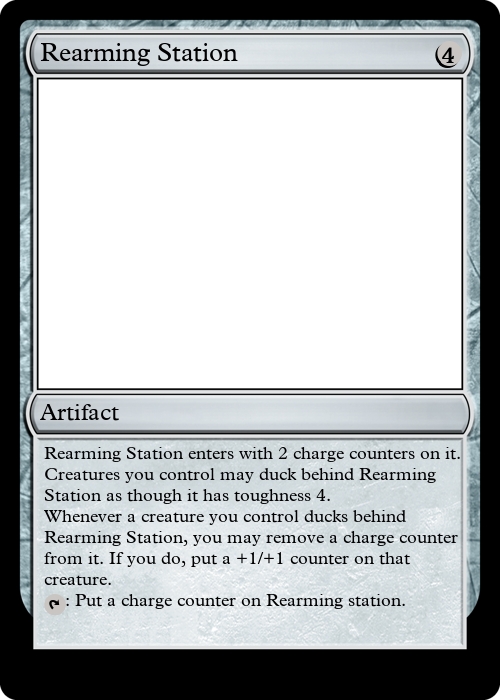 Rearming Station
4
Artifact
Rearming Station enters with 2 charge counters on it.
Creatures you control may duck behind Rearming
Station as though it has toughness 4.
Whenever a creature you control ducks behind
Rearming Station, you may remove a charge counter
from it. If you do, put a +1/+1 counter on that
creature.
: Put a charge counter on Rearming station.